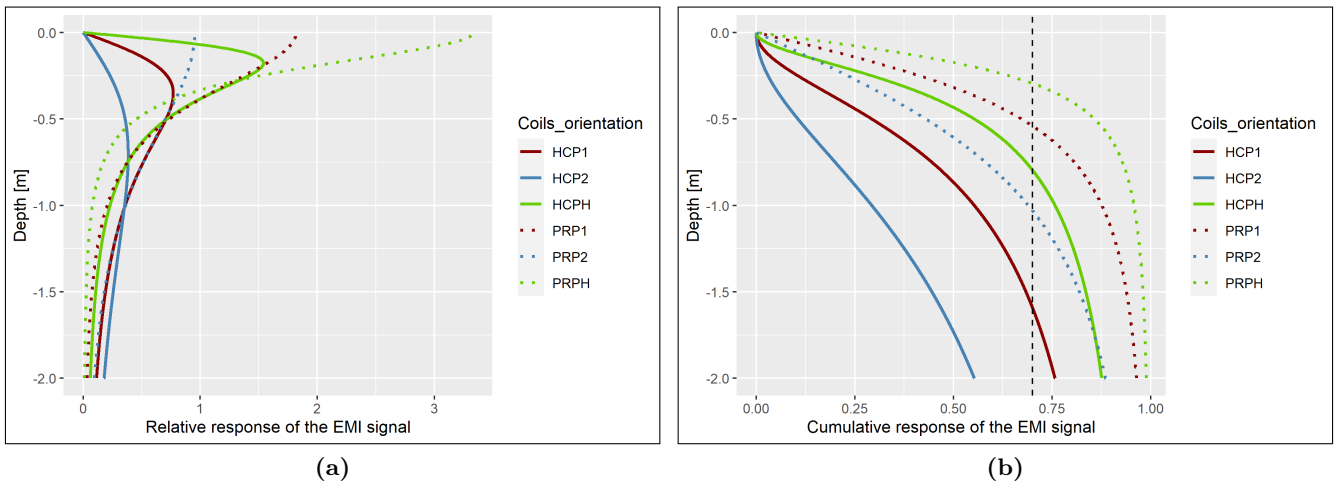 0.0
-0.5
-1.0
-1.5
-2.0
Depth [m]
0
1
2
3
Relative response of the EMI signal
Coils_orientation
HCP1
HCP2
HCPH
PRP1
PRP2
PRPH
(a)
0.0
-0.5
-1.0
-1.5
-2.0
Depth [m]
0.00
0.25
0.50
0.75
1.00
Cumulative response of the EMI signal
Coils_orientation
HCP1
HCP2
HCPH
PRP1
PRP2
PRPH
(b)